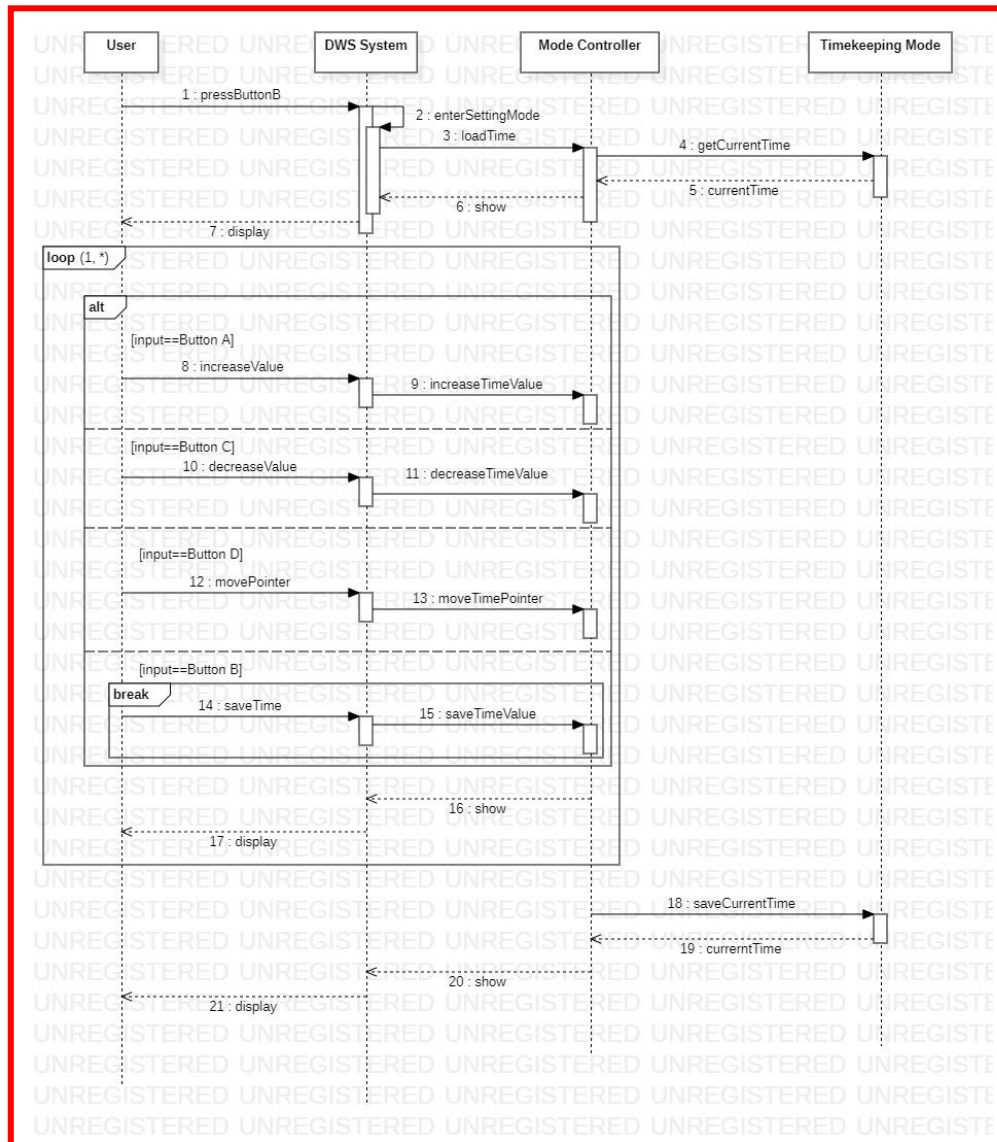 User
DWS System
Mode Controller
Timekeeping Mode
1 : pressButtonB
2 : enterSettingMode
3 : loadTime
4 : getCurrentTime
5 : currentTime
6 : show
7 : display
loop (1, *)
alt
[input==Button A]
8 : increaseValue
9 : increaseTimeValue
[input==Button C]
10 : decreaseValue
11 : decreaseTimeValue
[input==Button D]
12 : movePointer
13 : moveTimePointer
[input==Button B]
break
14 : saveTime
15 : saveTimeValue
16 : show
17 : display
18 : saveCurrentTime
19 : currerntTime
20 : show
21 : display